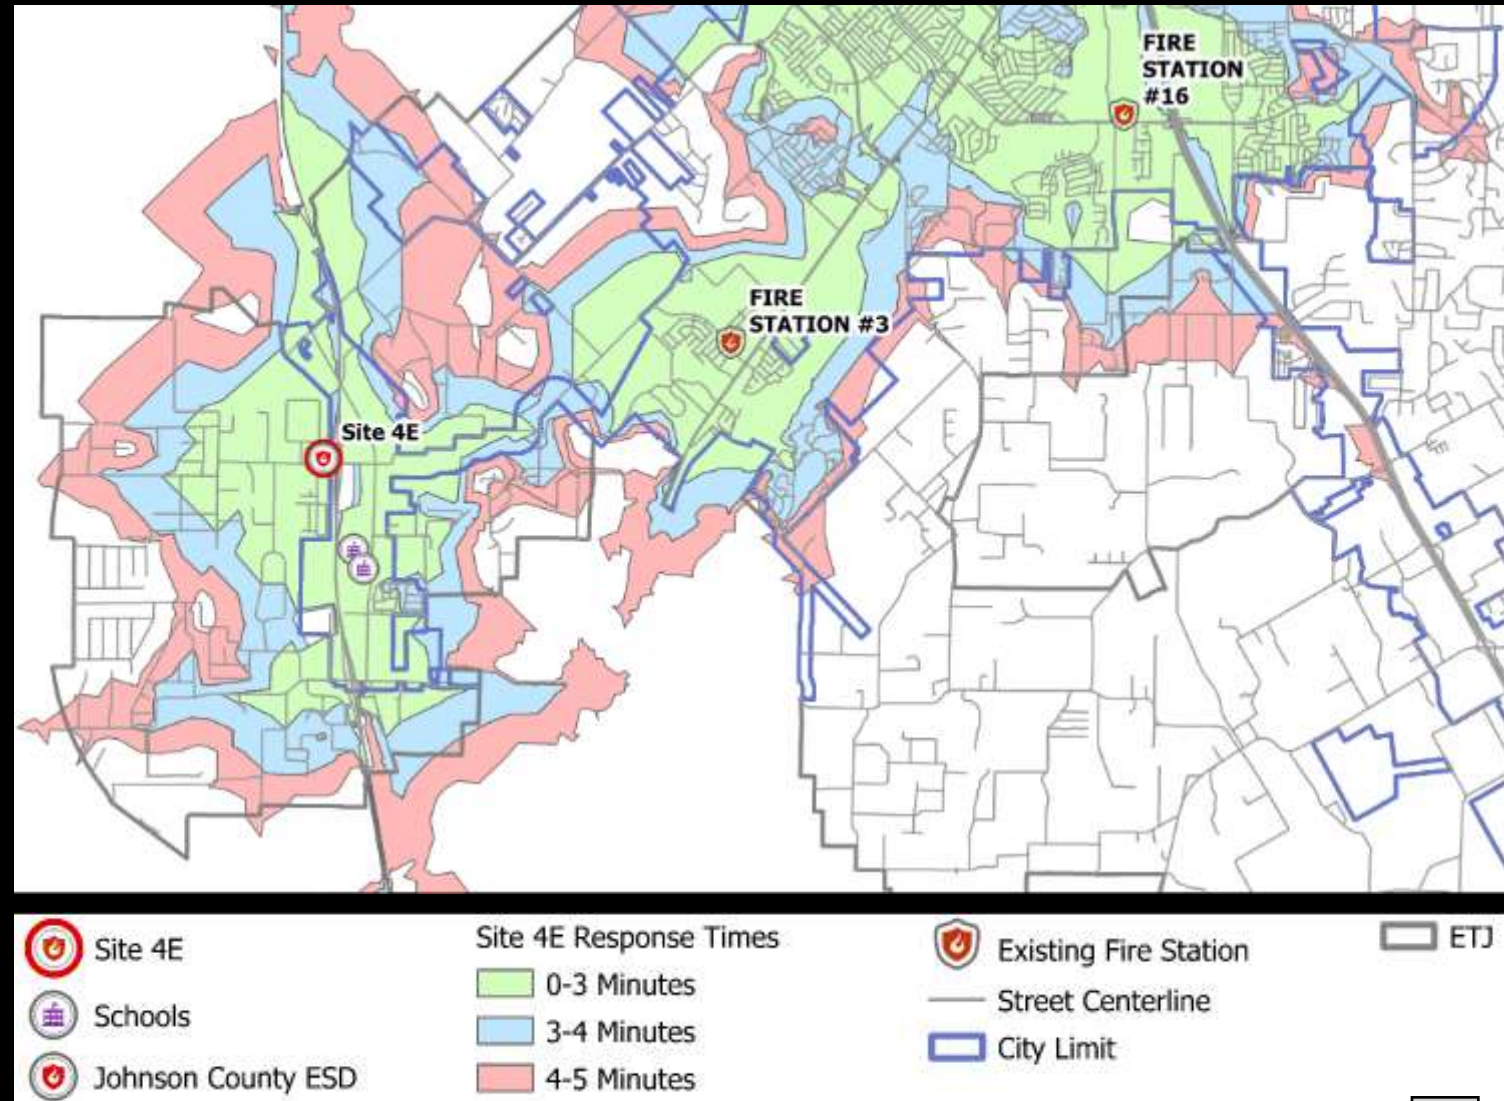 FIRE
STATION
#16
FIRE
STATION #3
Site 4E
Site 4E
Schools
Johnson County ESD
Site 4E Response Times
0-3 Minutes
3-4 Minutes
4-5 Minutes
Existing Fire Station
Street Centerline
City Limit
ETJ